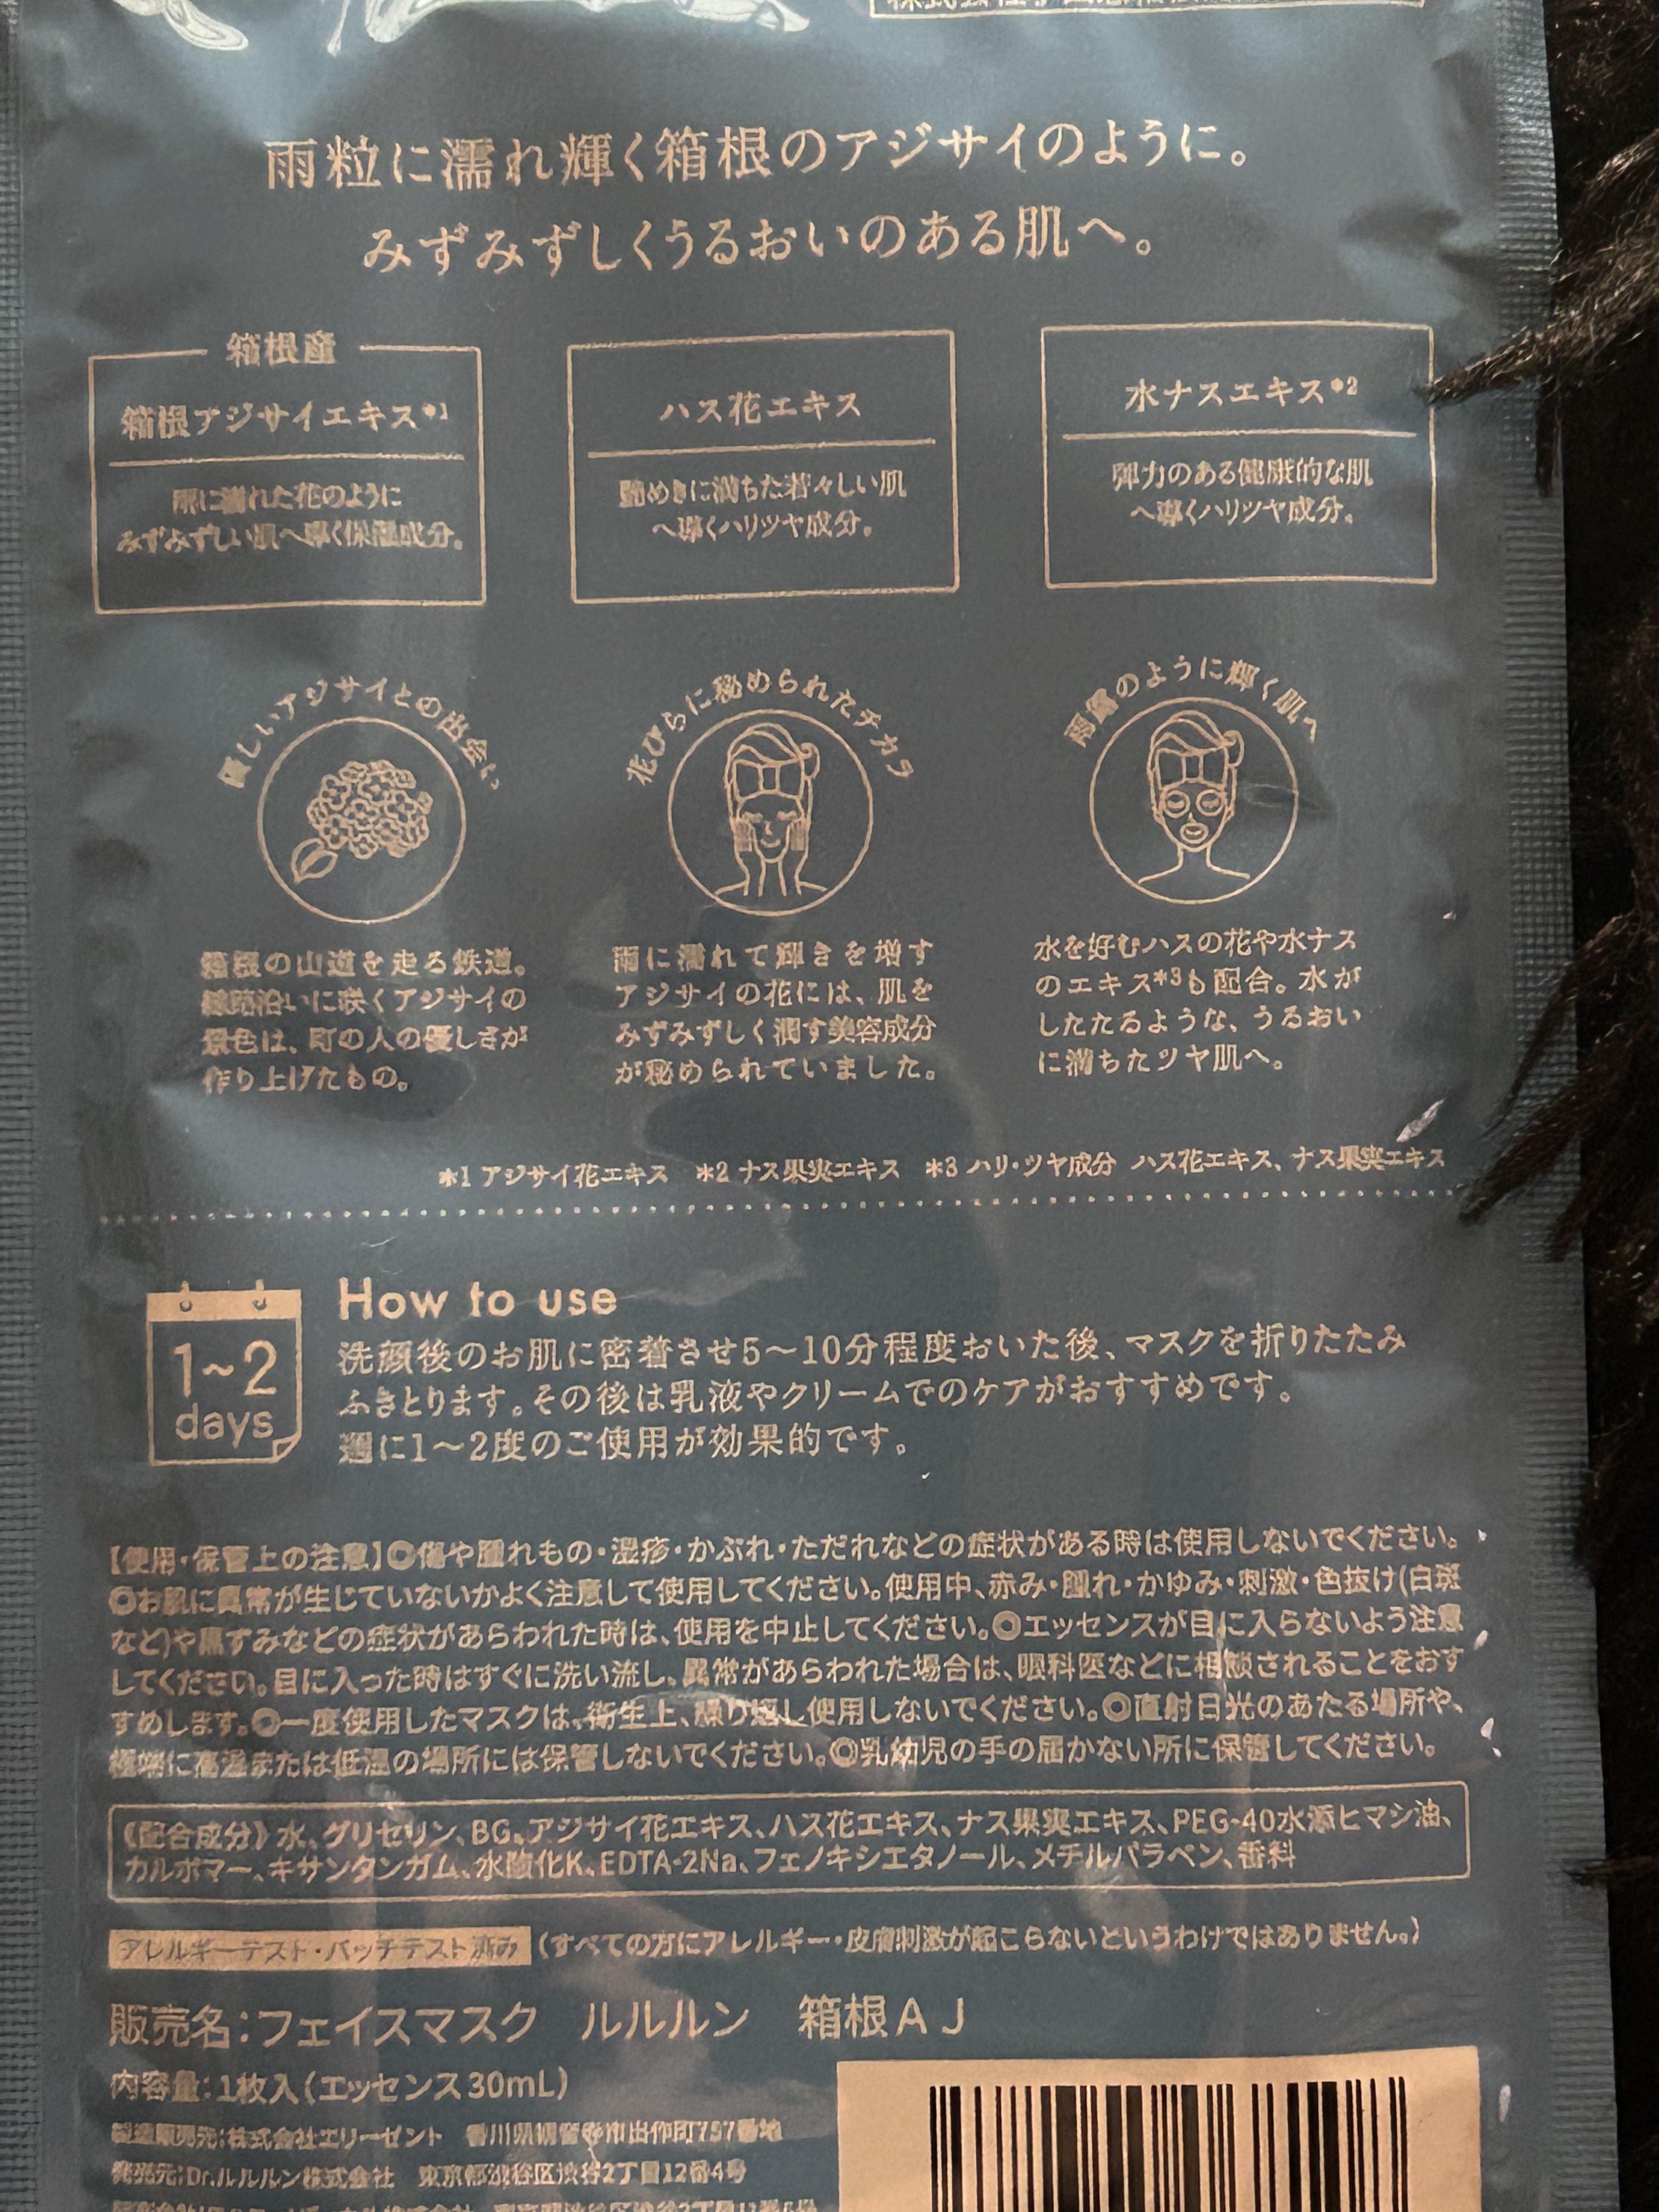 雨粒に濡れ輝く箱根のアジサイのように。
みずみずしくうるおいのある肌へ。
箱根産
箱根アジサイエキス*1
雨に濡れた花のように
みずみずしい肌へ導く保湿成分。
ハス花エキス
艶めきに満ちた若々しい肌
へ導くハリツヤ成分。
水ナスエキス*2
弾力のある健康的な肌
へ導くハリツヤ成分。
優しいアジサイとの出会い
箱根の山道を走る鉄道。
線路沿いに咲くアジサイの
景色は、町の人の優しさが
作り上げたもの。
花びらに秘められたチカラ
雨に濡れて輝きを増す
アジサイの花には、肌を
みずみずしく潤す美容成分
が秘められていました。
雨露のように輝く肌へ
水を好むハスの花や水ナス
のエキス*3も配合。水が
したたるような、うるおい
に満ちたツヤ肌へ。
*1 アジサイ花エキス *2 ナス果実エキス *3 ハリ・ツヤ成分 ハス花エキス、ナス果実エキス
1~2
days
How to use
洗顔後のお肌に密着させ5～10分程度おいた後、マスクを折りたたみ
ふきとります。その後は乳液やクリームでのケアがおすすめです。
週に1～2度のご使用が効果的です。
【使用・保管上の注意】◎傷や腫れもの・湿疹・かぶれ・ただれなどの症状がある時は使用しないでください。
◎お肌に異常が生じていないかよく注意して使用してください。使用中、赤み・腫れ・かゆみ・刺激・色抜け(白斑
など)や黒ずみなどの症状があらわれた時は、使用を中止してください。◎エッセンスが目に入らないよう注意
してください。目に入った時はすぐに洗い流し、異常があらわれた場合は、眼科医などに相談されることをおす
すめします。◎一度使用したマスクは、衛生上、繰り返し使用しないでください。◎直射日光のあたる場所や、
極端に高温または低温の場所には保管しないでください。◎乳幼児の手の届かない所に保管してください。
《配合成分》水、グリセリン、BG、アジサイ花エキス、ハス花エキス、ナス果実エキス、PEG-40水添ヒマシ油、
カルボマー、キサンタンガム、水酸化K、EDTA-2Na、フェノキシエタノール、メチルパラベン、香料
アレルギーテスト・パッチテスト済み (すべての方にアレルギー・皮膚刺激が起こらないというわけではありません。)
販売名：フェイスマスク ルルルン 箱根AJ
内容量：1枚入(エッセンス30mL)
製造販売元：株式会社エリーゼント 香川県観音寺市出作町757番地
発売元：Dr.ルルルン株式会社 東京都渋谷区渋谷2丁目12番4号